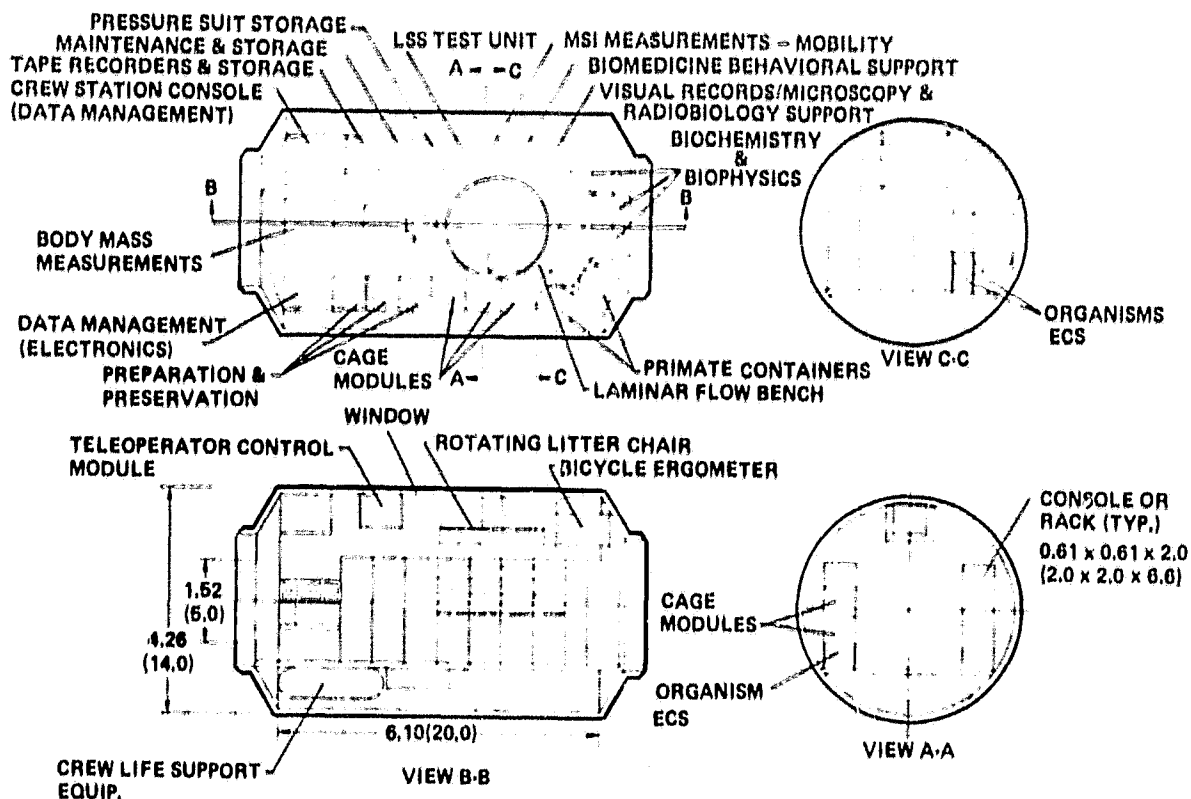 PRESSURE SUIT STORAGE
MAINTENANCE & STORAGE
TAPE RECORDERS & STORAGE
CREW STATION CONSOLE
(DATA MANAGEMENT)
LSS TEST UNIT
A C
MSI MEASUREMENTS - MOBILITY
BIOMEDICINE BEHAVIORAL SUPPORT
VISUAL RECORDS/MICROSCOPY &
RADIOBIOLOGY SUPPORT
BIOCHEMISTRY
&
BIOPHYSICS
B
B
BODY MASS
MEASUREMENTS
DATA MANAGEMENT
(ELECTRONICS)
PREPARATION &
PRESERVATION
CAGE
MODULES
A C
PRIMATE CONTAINERS
LAMINAR FLOW BENCH
ORGANISMS
ECS
VIEW C-C
WINDOW
TELEOPERATOR CONTROL
MODULE
ROTATING LITTER CHAIR
BICYCLE ERGOMETER
1.52
(5.0)
4.26
(14.0)
6.10(20.0)
CREW LIFE SUPPORT
EQUIP.
VIEW B-B
CONSOLE OR
RACK (TYP.)
0.61 x 0.61 x 2.0
(2.0 x 2.0 x 6.6)
CAGE
MODULES
ORGANISM
ECS
VIEW A-A